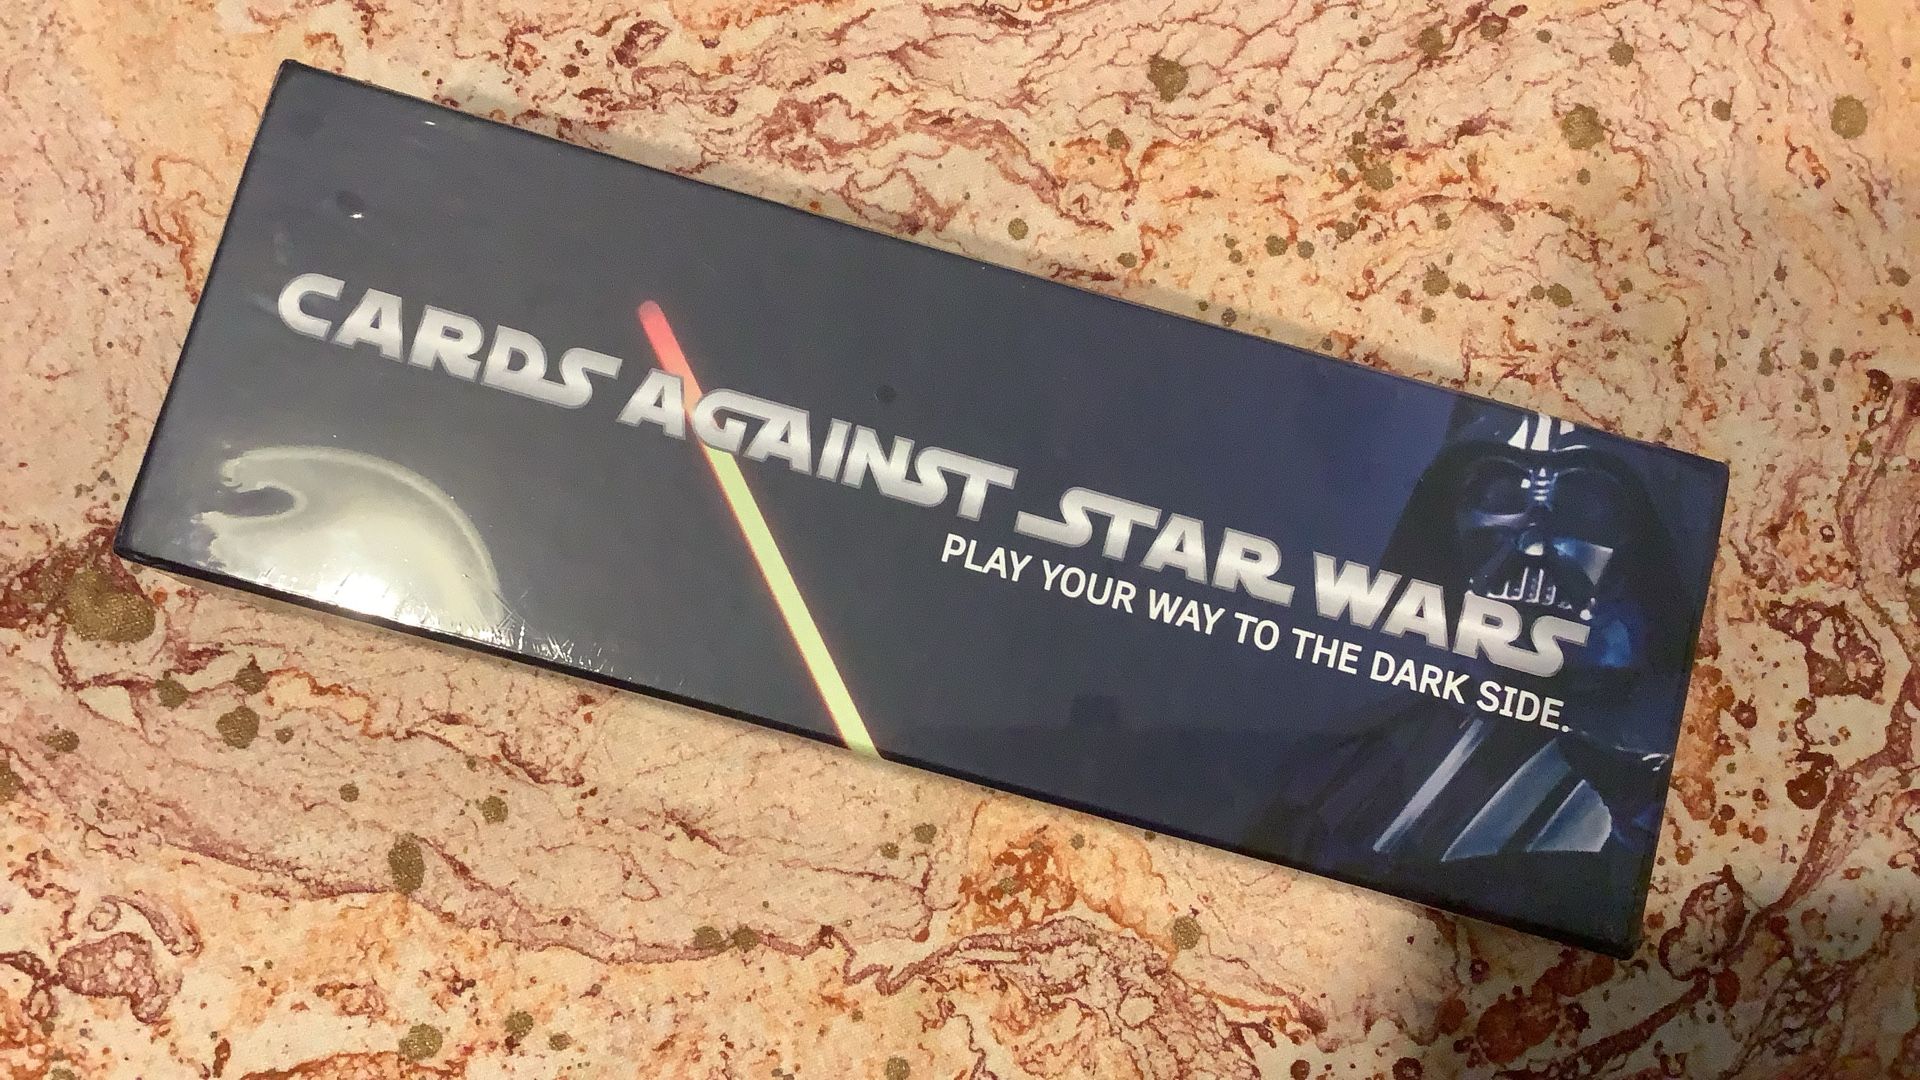 CARDS AGAINST STAR WARS
PLAY YOUR WAY TO THE DARK SIDE.